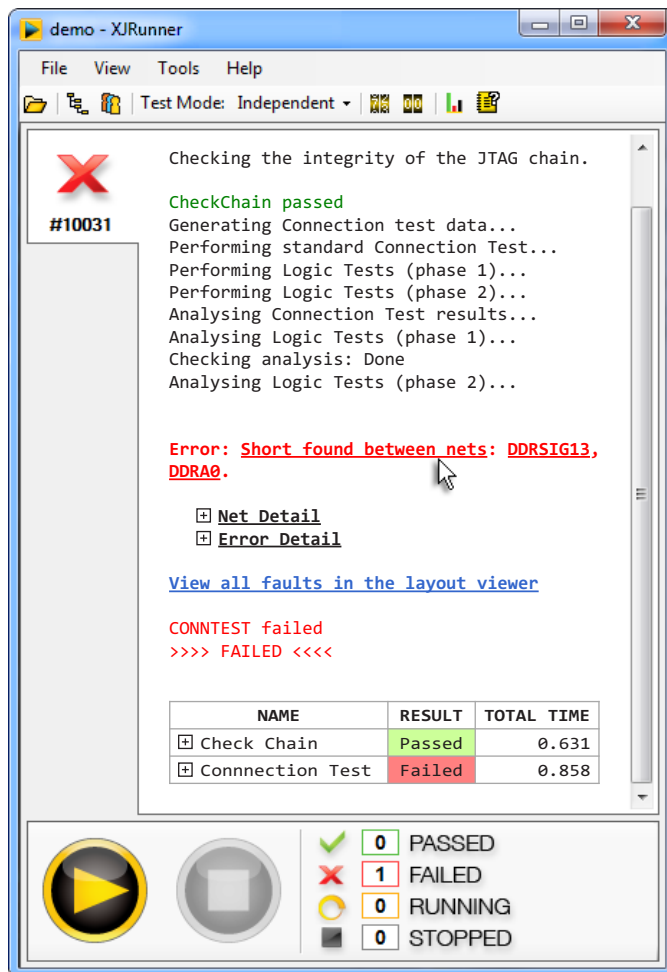 demo - XJRunner
File View Tools Help
Test Mode: Independent
#10031
Checking the integrity of the JTAG chain.
CheckChain passed
Generating Connection test data...
Performing standard Connection Test...
Performing Logic Tests (phase 1)...
Performing Logic Tests (phase 2)...
Analysing Connection Test results...
Analysing Logic Tests (phase 1)...
Checking analysis: Done
Analysing Logic Tests (phase 2)...
Error: Short found between nets: DDRSIG13,
DDRA0.
Net Detail
Error Detail
View all faults in the layout viewer
CONNTEST failed
>>>> FAILED <<<<
NAME RESULT TOTAL TIME
Check Chain Passed 0.631
Connnection Test Failed 0.858
0 PASSED
1 FAILED
0 RUNNING
0 STOPPED